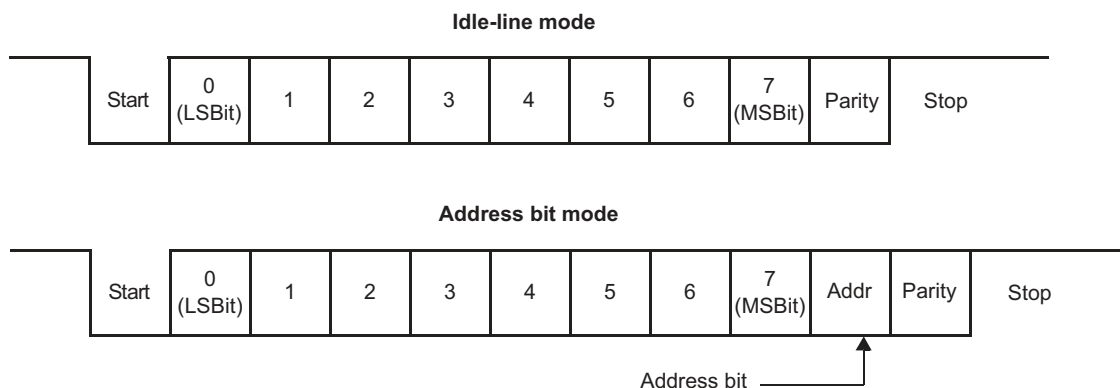 Idle-line mode
Start 0 (LSBit) 1 2 3 4 5 6 7 (MSBit) Parity Stop
Address bit mode
Start 0 (LSBit) 1 2 3 4 5 6 7 (MSBit) Addr Parity Stop
Address bit